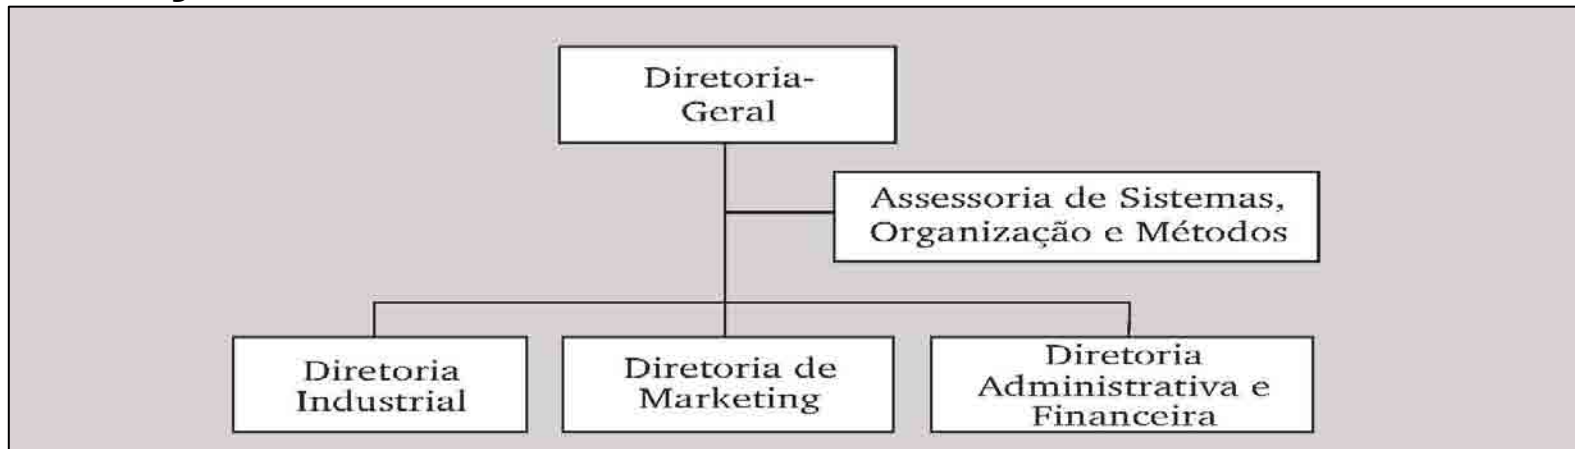 Diretoria-
Geral
Assessoria de Sistemas,
Organização e Métodos
Diretoria
Industrial
Diretoria de
Marketing
Diretoria
Administrativa e
Financeira